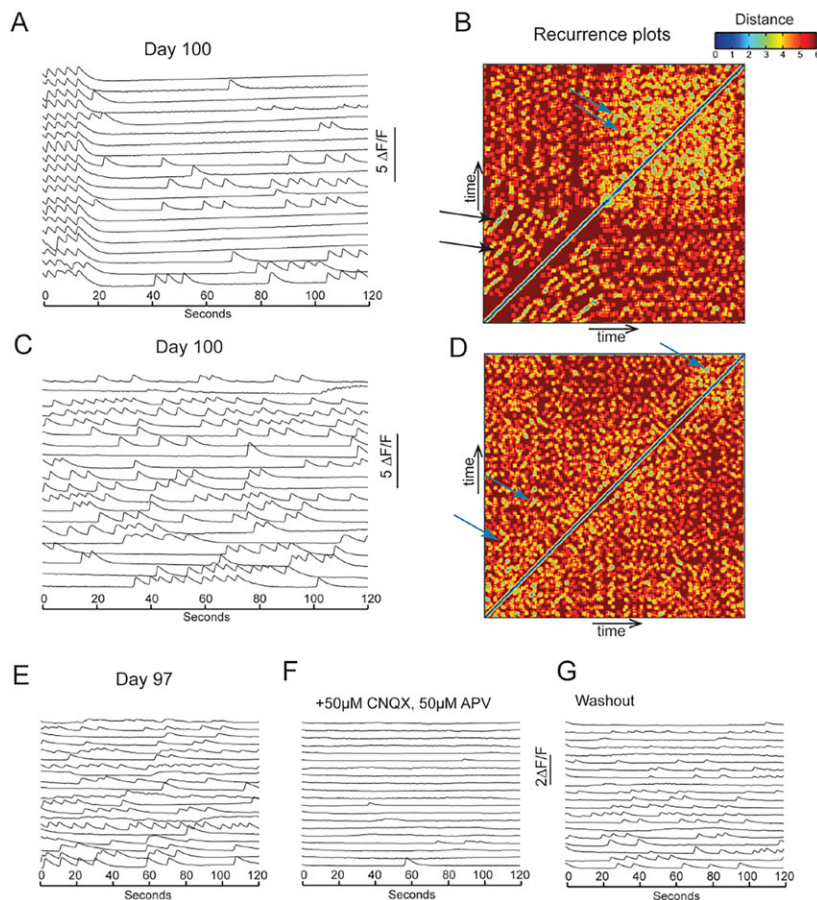 A
Day 100
5 ΔF/F
0 20 40 60 80 100 120
Seconds
B
Recurrence plots
Distance
0 1 2 3 4 5 6
time
time
C
Day 100
5 ΔF/F
0 20 40 60 80 100 120
Seconds
D
time
time
E
Day 97
0 20 40 60 80 100 120
Seconds
F
+50µM CNQX, 50µM APV
0 20 40 60 80 100 120
Seconds
G
Washout
2ΔF/F
0 20 40 60 80 100 120
Seconds